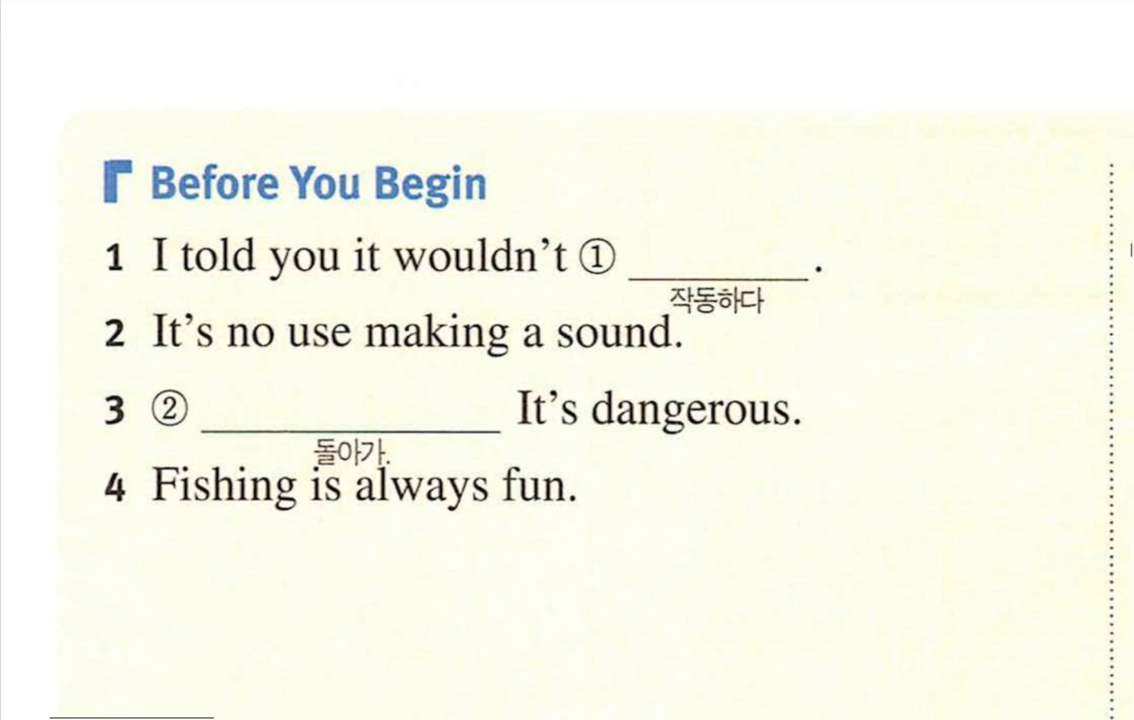 Before You Begin
1 I told you it wouldn't ① ________.
작동하다
2 It's no use making a sound.
3 ② ________ It's dangerous.
돌아가.
4 Fishing is always fun.